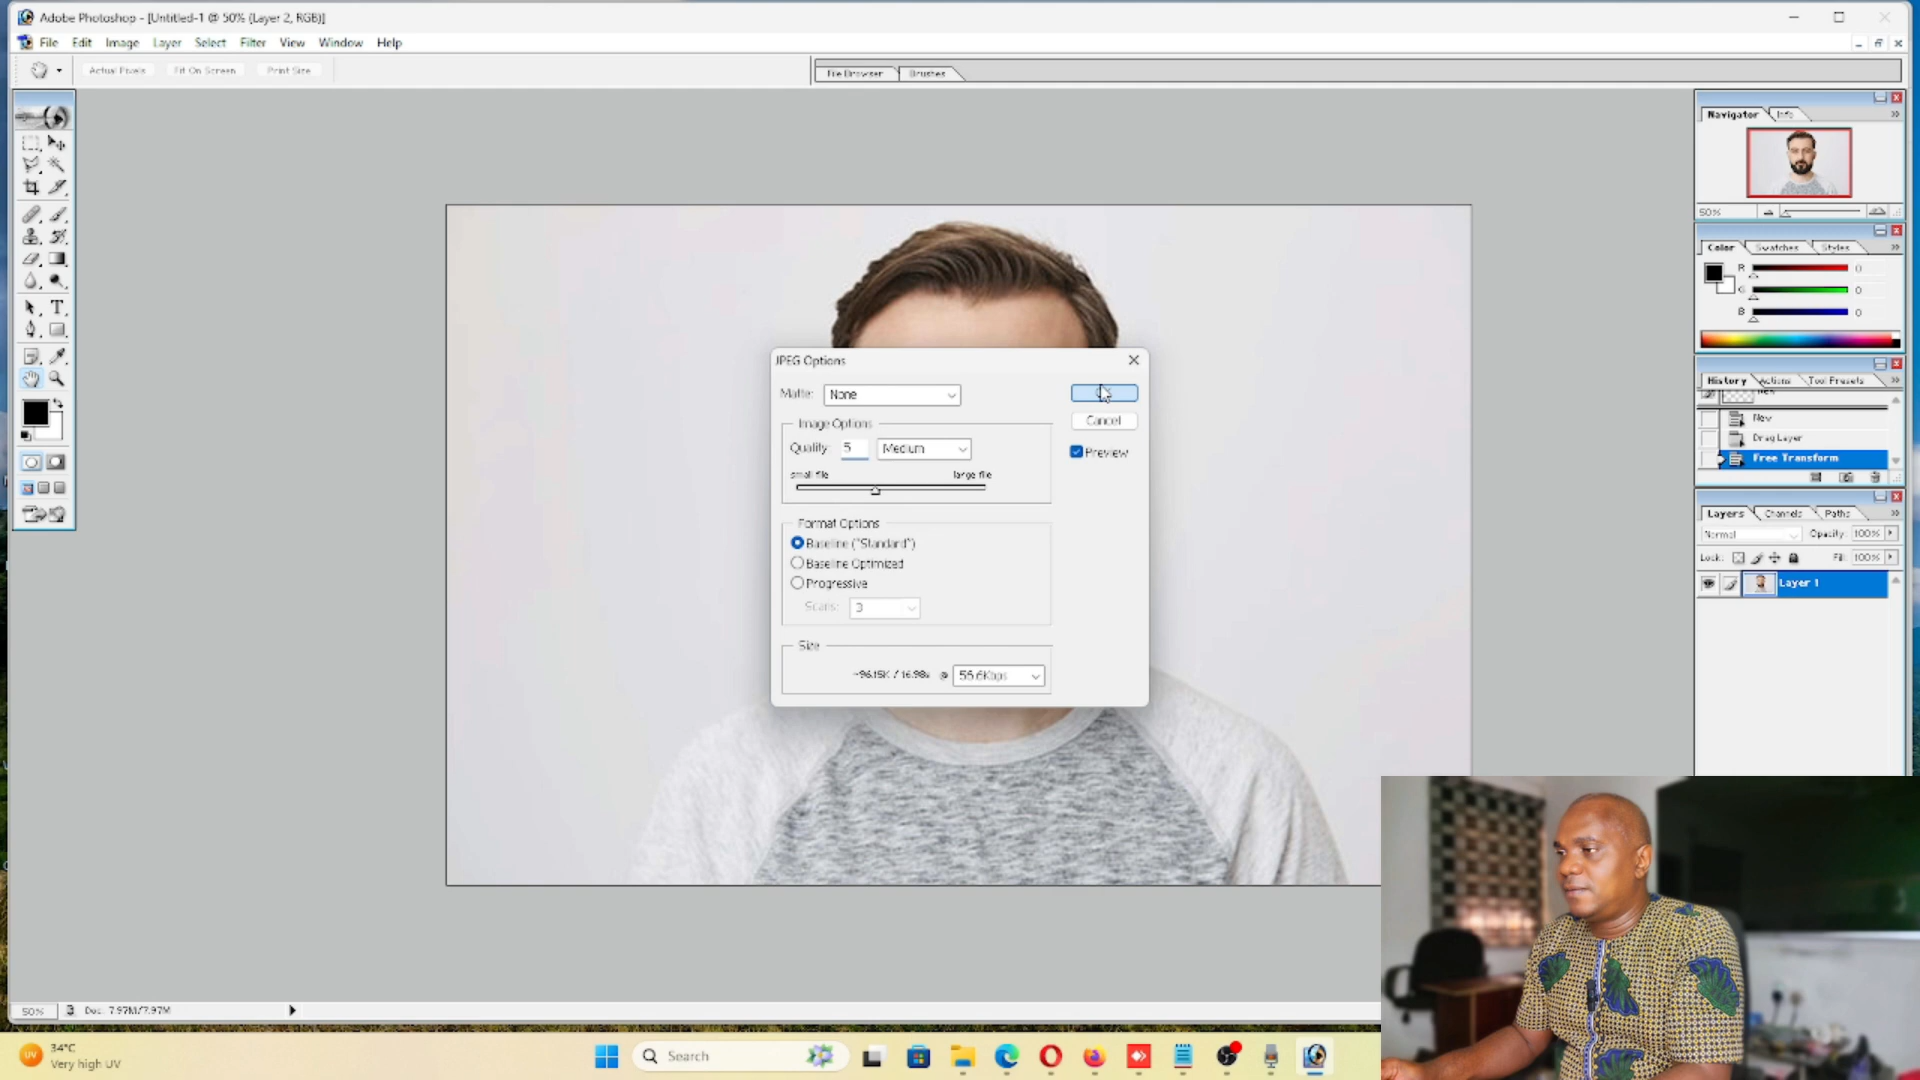 Adobe Photoshop - [Untitled-1 @ 50% (Layer 2, RGB)]
File Edit Image Layer Select Filter View Window Help
Actual Pixels Fit On Screen Print Size
File Browser Brushes
Navigator Info
50%
Color Swatches Styles
R 0
G 0
B 0
History Actions Tool Presets
New
New
Drag Layer
Free Transform
Layers Channels Paths
Normal Opacity: 100%
Lock: Fill: 100%
Layer 1
JPEG Options
Matte: None
Cancel
Preview
Image Options
Quality: 5 Medium
small file large file
Format Options
Baseline ("Standard")
Baseline Optimized
Progressive
Scans: 3
Size
~96.15K / 16.98s @ 56.6Kbps
50% Doc: 7.97M/7.97M
UV
34°C
Very high UV
Search